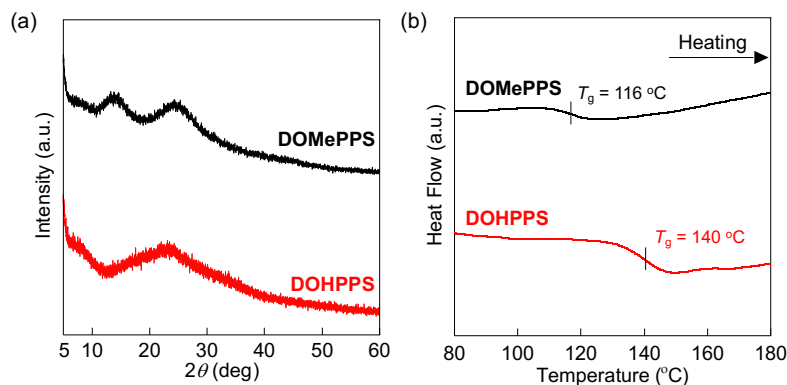 (a)
Intensity (a.u.)
DOMePPS
DOHPPS
5 10 20 30 40 50 60
2θ (deg)
(b)
Heat Flow (a.u.)
Heating
DOMePPS
Tg = 116 °C
DOHPPS
Tg = 140 °C
80 100 120 140 160 180
Temperature (°C)